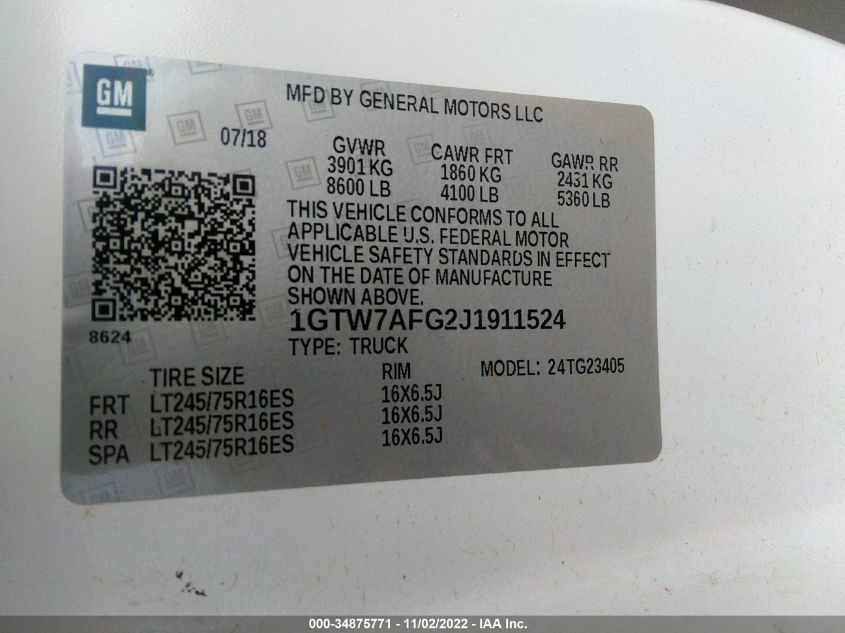 GM
MFD BY GENERAL MOTORS LLC
07/18
GVWR CAWR FRT GAWR RR
3901 KG 1860 KG 2431 KG
8600 LB 4100 LB 5360 LB
THIS VEHICLE CONFORMS TO ALL
APPLICABLE U.S. FEDERAL MOTOR
VEHICLE SAFETY STANDARDS IN EFFECT
ON THE DATE OF MANUFACTURE
SHOWN ABOVE.
8624
1GTW7AFG2J1911524
TYPE: TRUCK
MODEL: 24TG23405
TIRE SIZE RIM
FRT LT245/75R16ES 16X6.5J
RR LT245/75R16ES 16X6.5J
SPA LT245/75R16ES 16X6.5J
000-34875771 - 11/02/2022 - IAA Inc.